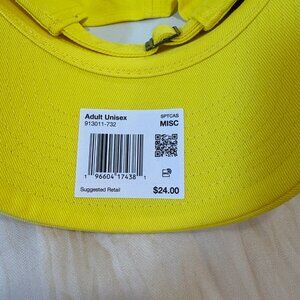 Adult Unisex SPTCAS
913011-732 MISC
1 96604 17438 1
Suggested Retail $24.00